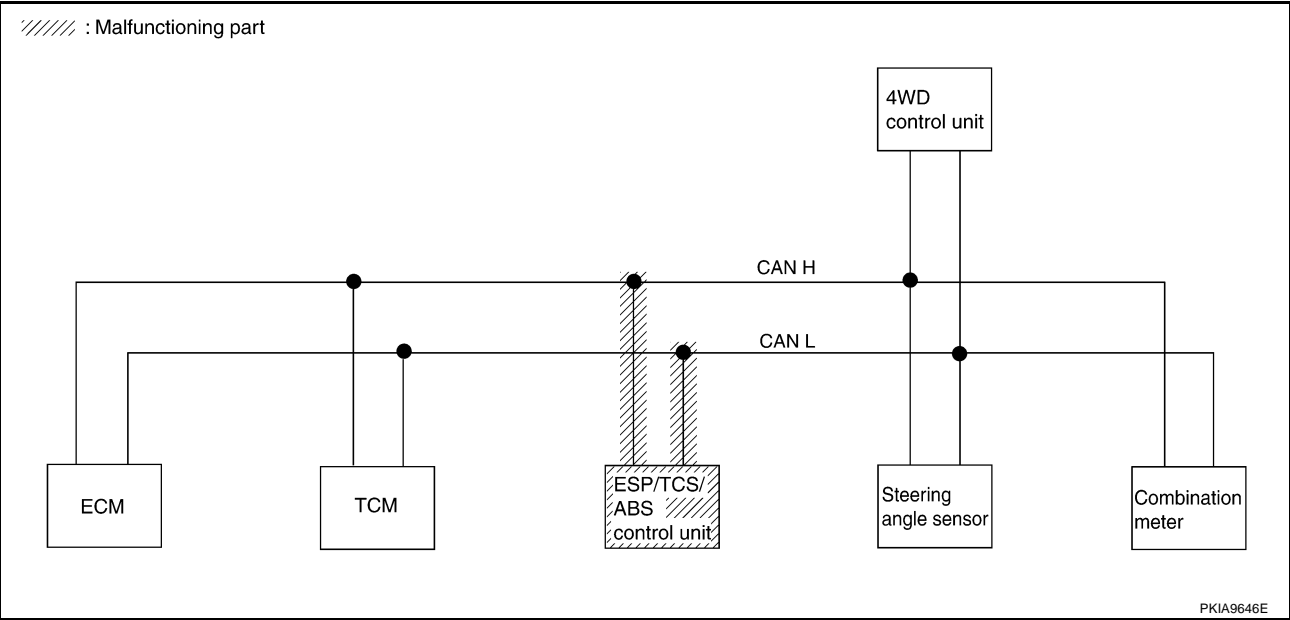 : Malfunctioning part
4WD
control unit
CAN H
CAN L
ECM
TCM
ESP/TCS/
ABS
control unit
Steering
angle sensor
Combination
meter
PKIA9646E